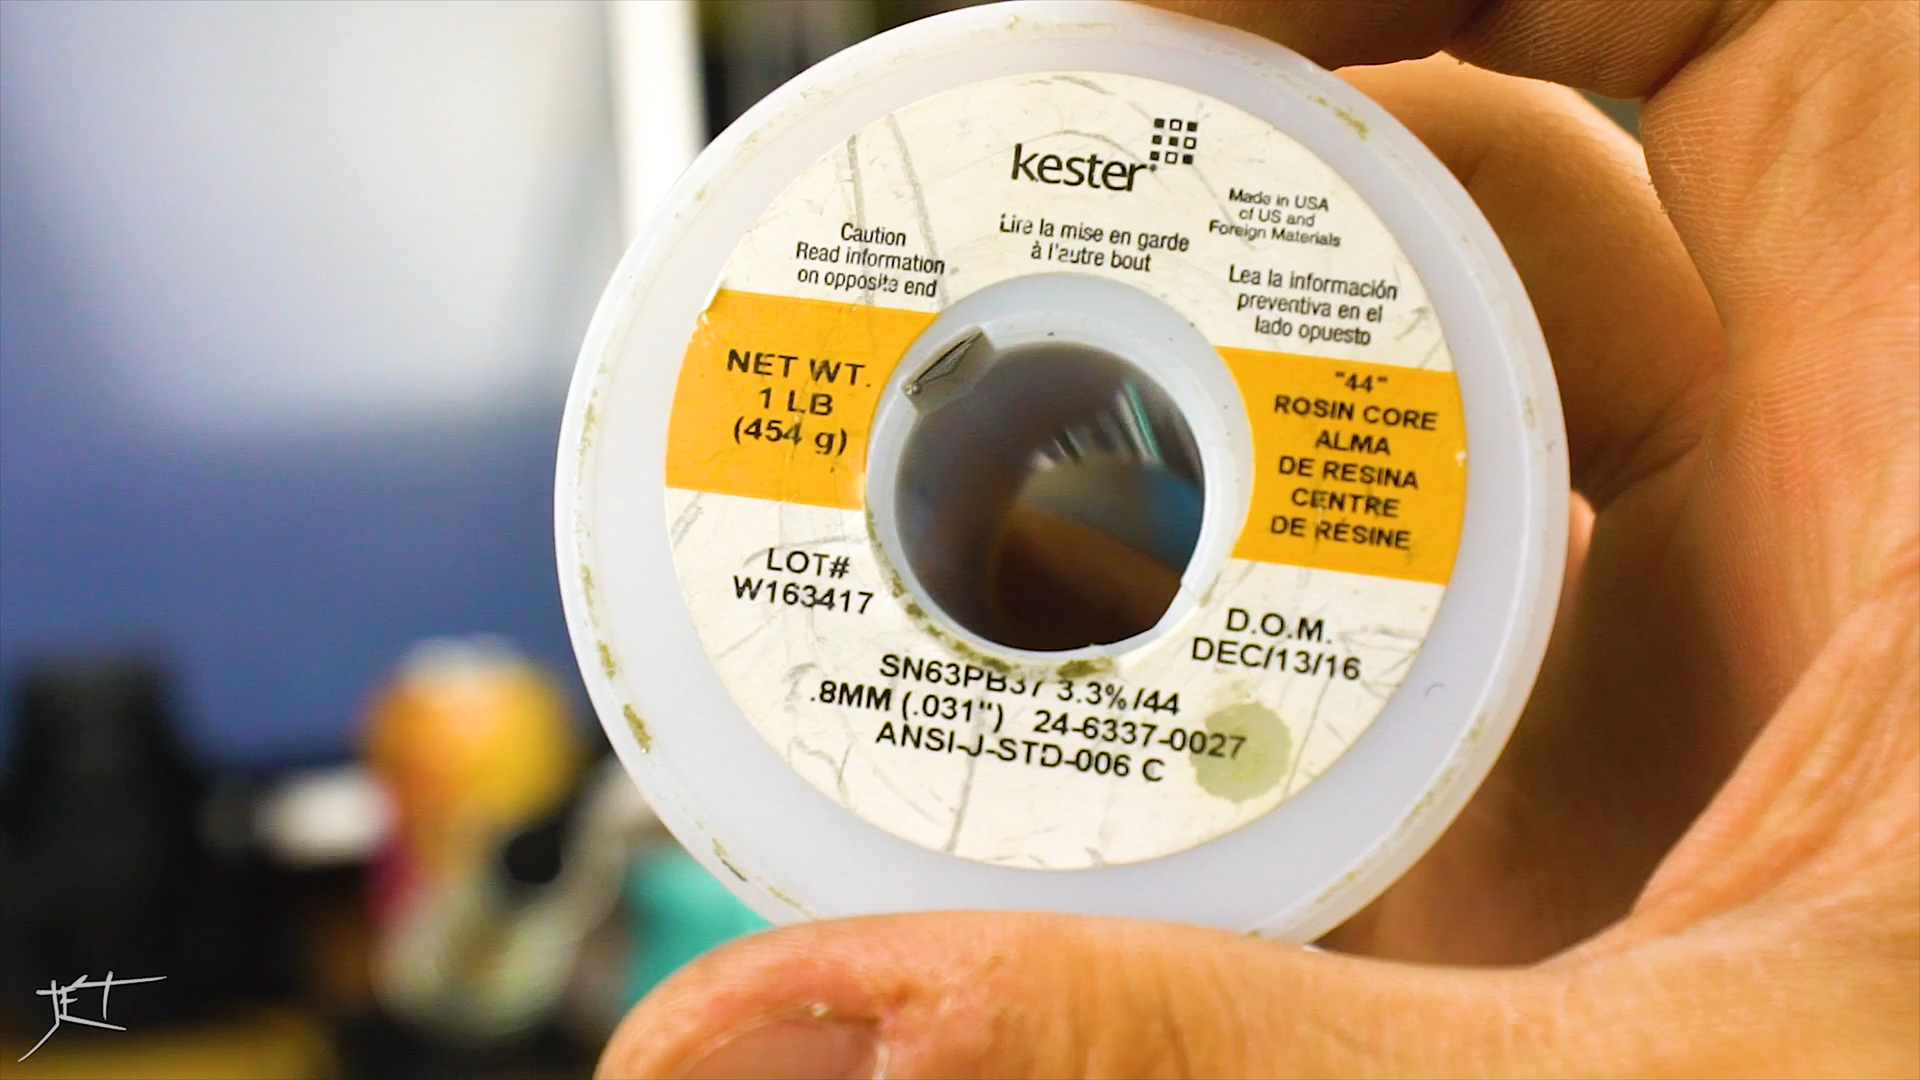 kester
Made in USA
of US and
Foreign Materials
Caution
Read information
on opposite end
Lire la mise en garde
à l'autre bout
Lea la información
preventiva en el
lado opuesto
NET WT.
1 LB
(454 g)
"44"
ROSIN CORE
ALMA
DE RESINA
CENTRE
DE RÉSINE
LOT#
W163417
D.O.M.
DEC/13/16
SN63PB37 3.3%/44
.8MM (.031") 24-6337-0027
ANSI-J-STD-006 C
JET